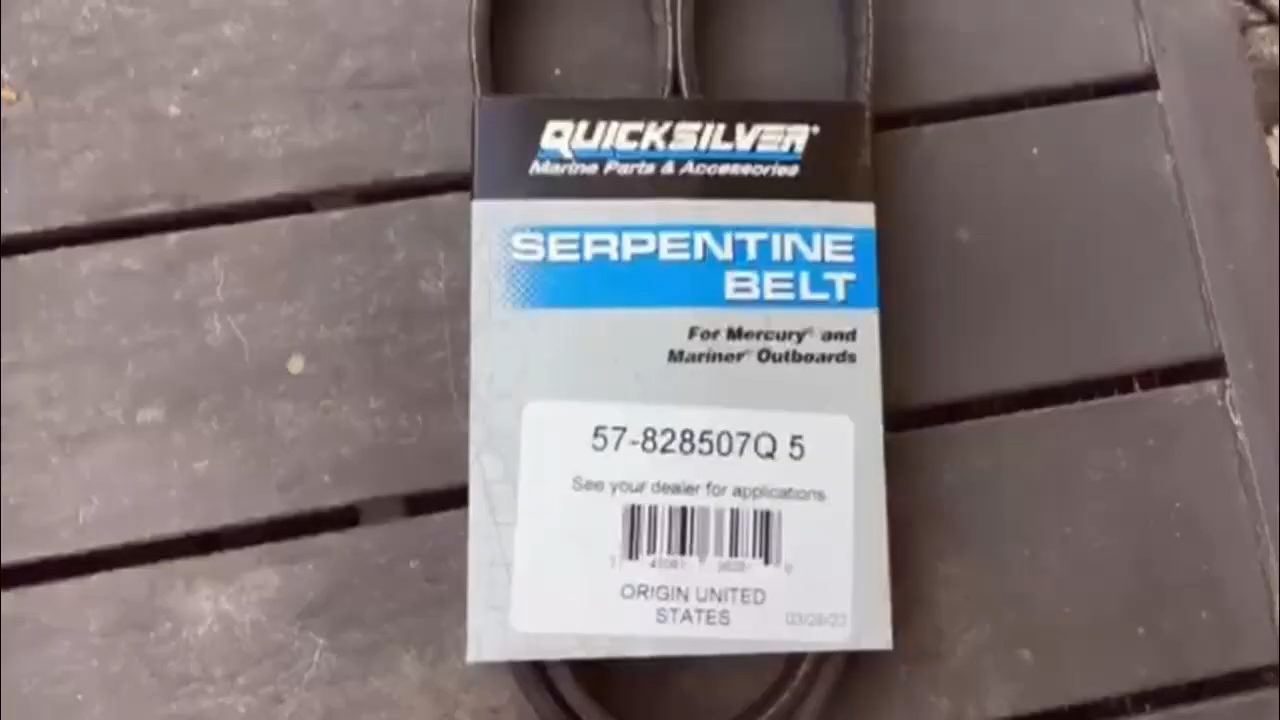 QUICKSILVER®
Marine Parts & Accessories
SERPENTINE
BELT
For Mercury® and
Mariner® Outboards
57-828507Q 5
See your dealer for applications.
ORIGIN UNITED
STATES